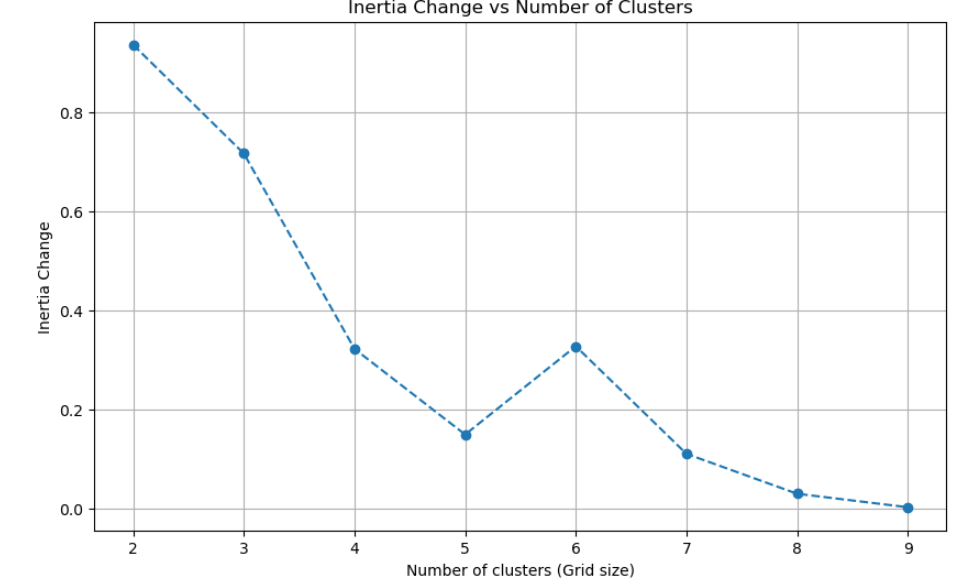 Inertia Change vs Number of Clusters
0.8
0.6
0.4
0.2
0.0
Inertia Change
2 3 4 5 6 7 8 9
Number of clusters (Grid size)